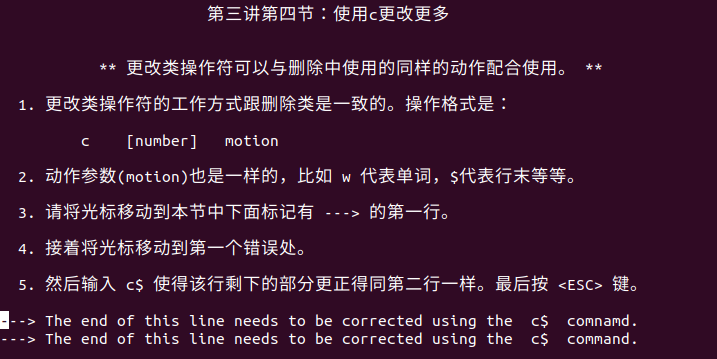 第三讲第四节：使用c更改更多
** 更改类操作符可以与删除中使用的同样的动作配合使用。 **
1. 更改类操作符的工作方式跟删除类是一致的。操作格式是：
c    [number]   motion
2. 动作参数(motion)也是一样的，比如 w 代表单词，$代表行末等等。
3. 请将光标移动到本节中下面标记有 ---> 的第一行。
4. 接着将光标移动到第一个错误处。
5. 然后输入 c$ 使得该行剩下的部分更正得同第二行一样。最后按 <ESC> 键。
---> The end of this line needs to be corrected using the  c$  comnamd.
---> The end of this line needs to be corrected using the  c$  command.